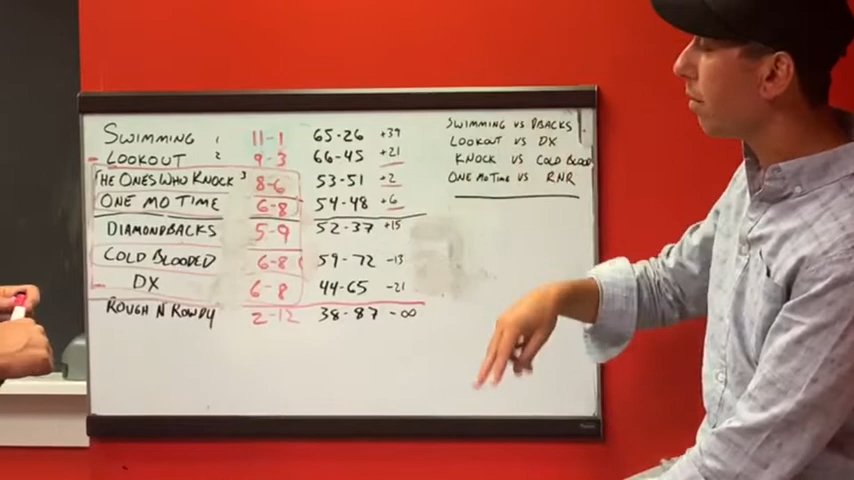 SWIMMING 1 11-1 65-26 +39
LOOKOUT 2 9-3 66-45 +21
HE ONES WHO KNOCK 3 8-6 53-51 +2
ONE MO TIME 6-8 54-48 +6
DIAMONDBACKS 5-9 52-37 +15
COLD BLOODED 6-8 59-72 -13
DX 6-8 44-65 -21
ROUGH N ROWDY 2-12 38-87 -∞
SWIMMING VS DBACKS
LOOKOUT VS DX
KNOCK VS COLD BLOOD
ONE MO TIME VS RNR